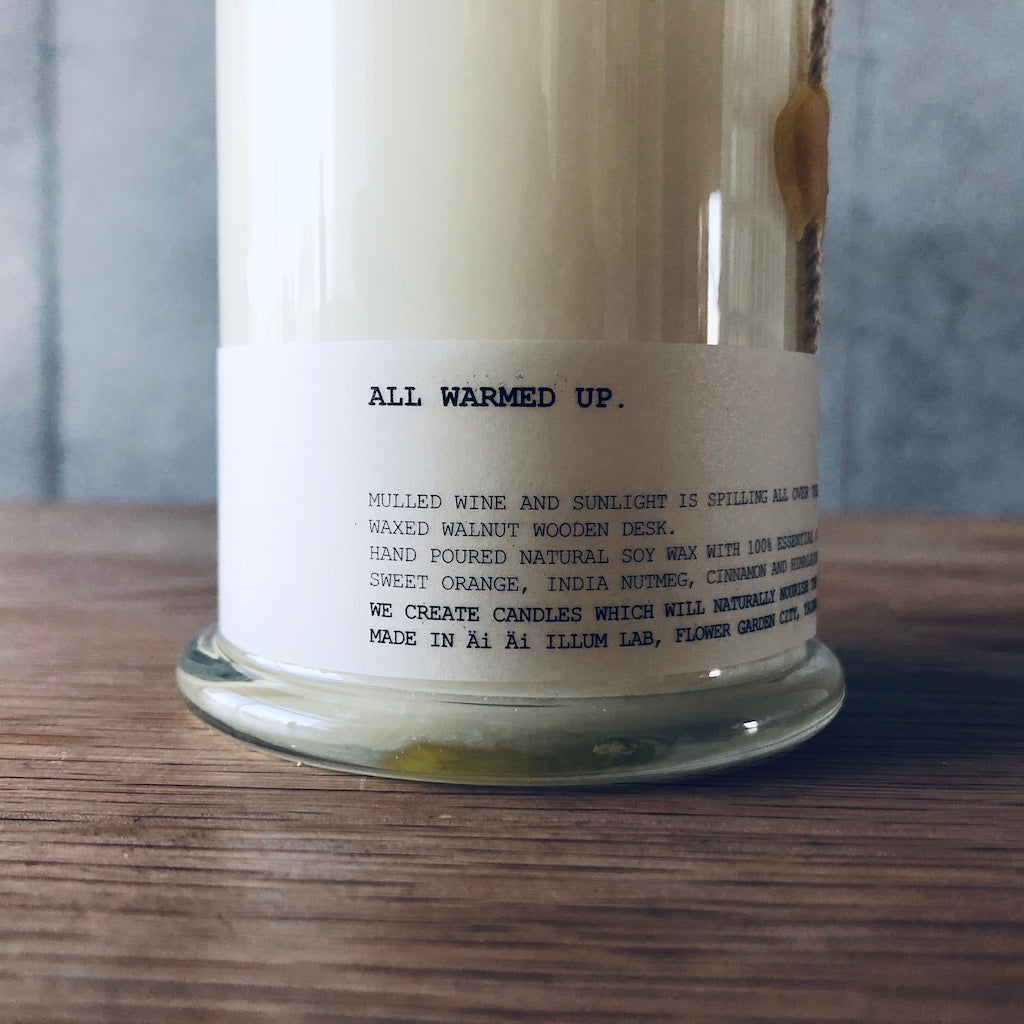 ALL WARMED UP.
MULLED WINE AND SUNLIGHT IS SPILLING ALL OVER
WAXED WALNUT WOODEN DESK.
HAND POURED NATURAL SOY WAX WITH 100% ESSENTIAL
SWEET ORANGE, INDIA NUTMEG, CINNAMON AND
WE CREATE CANDLES WHICH WILL NATURALLY NOURISH
MADE IN Äi Äi ILLUM LAB, FLOWER GARDEN CITY,